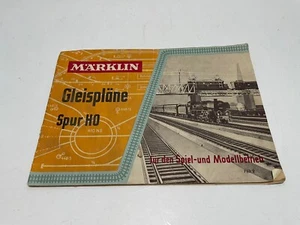 MÄRKLIN
Gleispläne
Spur HO
für den Spiel-und Modellbetrieb